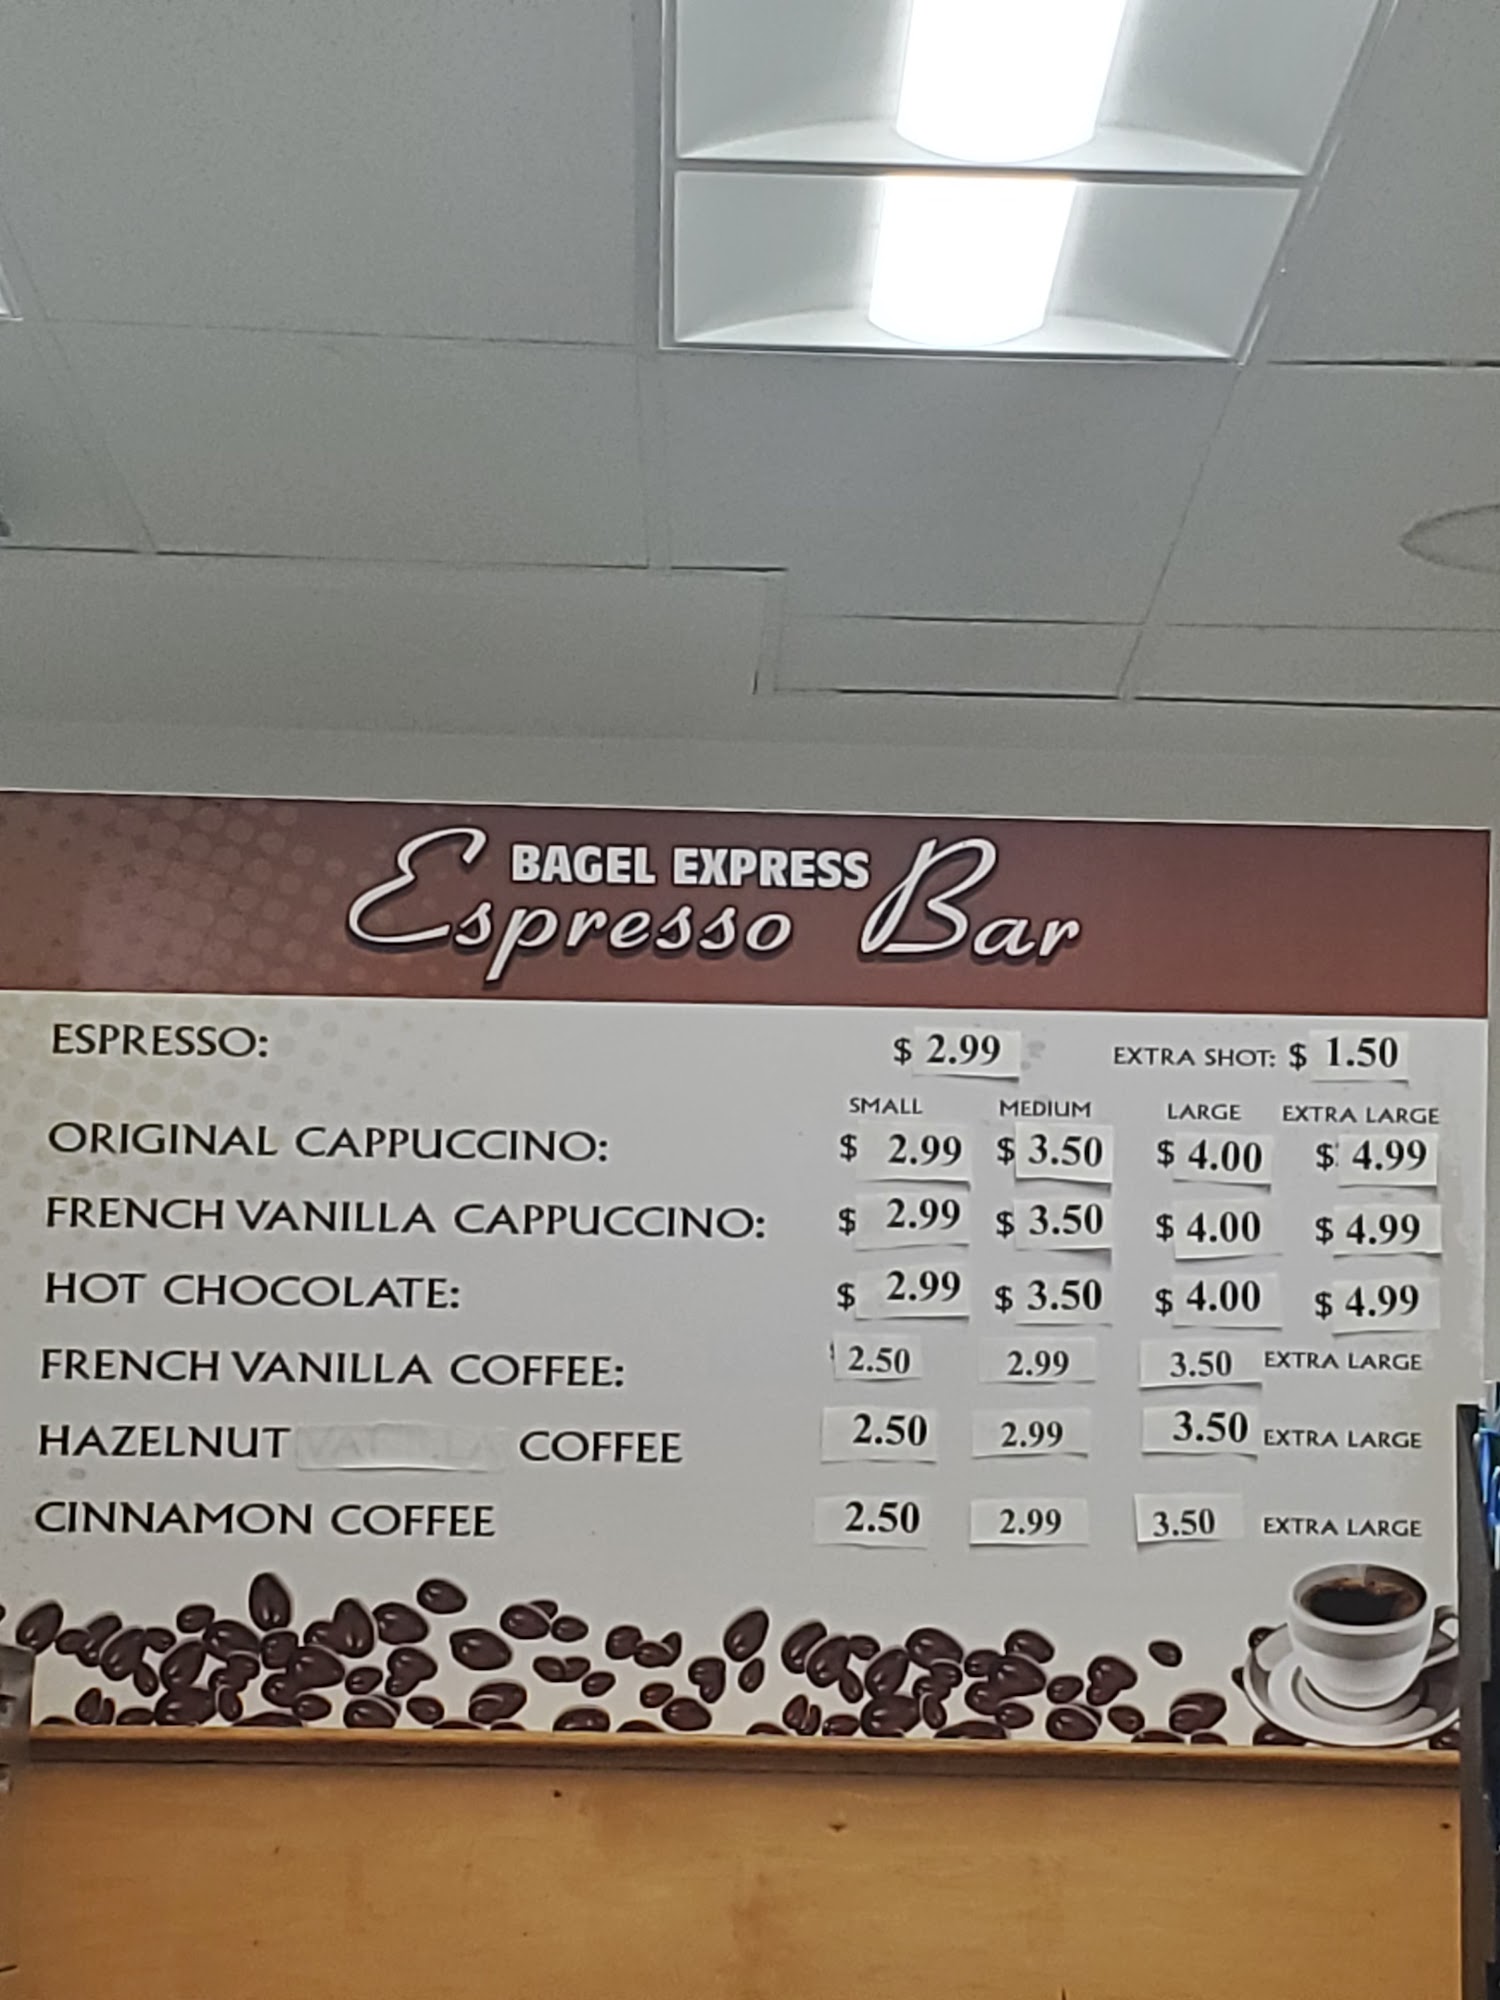 BAGEL EXPRESS
Espresso Bar
ESPRESSO: $ 2.99 EXTRA SHOT: $ 1.50
SMALL MEDIUM LARGE EXTRA LARGE
ORIGINAL CAPPUCCINO: $ 2.99 $ 3.50 $ 4.00 $ 4.99
FRENCH VANILLA CAPPUCCINO: $ 2.99 $ 3.50 $ 4.00 $ 4.99
HOT CHOCOLATE: $ 2.99 $ 3.50 $ 4.00 $ 4.99
FRENCH VANILLA COFFEE: 2.50 2.99 3.50 EXTRA LARGE
HAZELNUT COFFEE 2.50 2.99 3.50 EXTRA LARGE
CINNAMON COFFEE 2.50 2.99 3.50 EXTRA LARGE